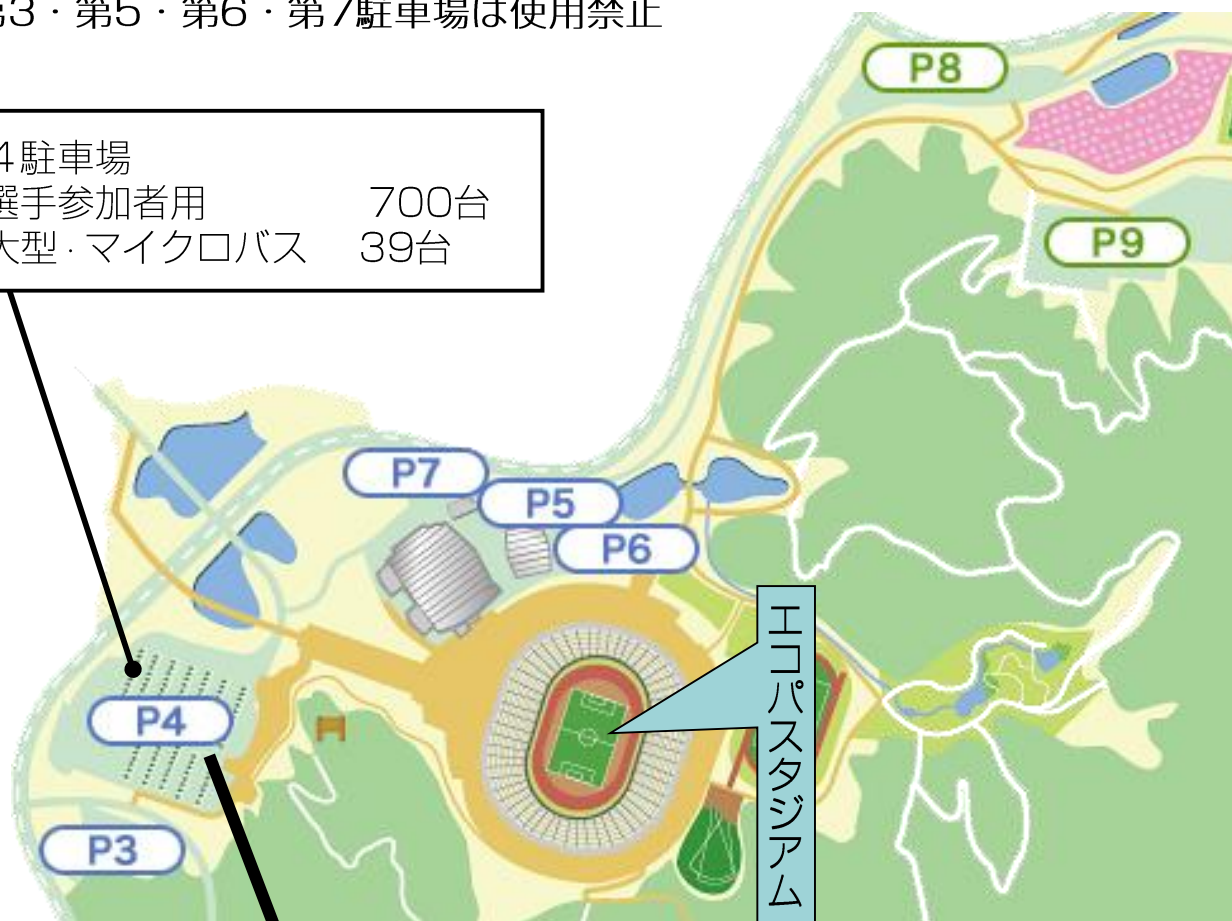 第3・第5・第6・第7駐車場は使用禁止
4駐車場
選手参加者用 700台
大型・マイクロバス 39台
P8
P9
P7
P5
P6
P4
P3
エコパスタジアム